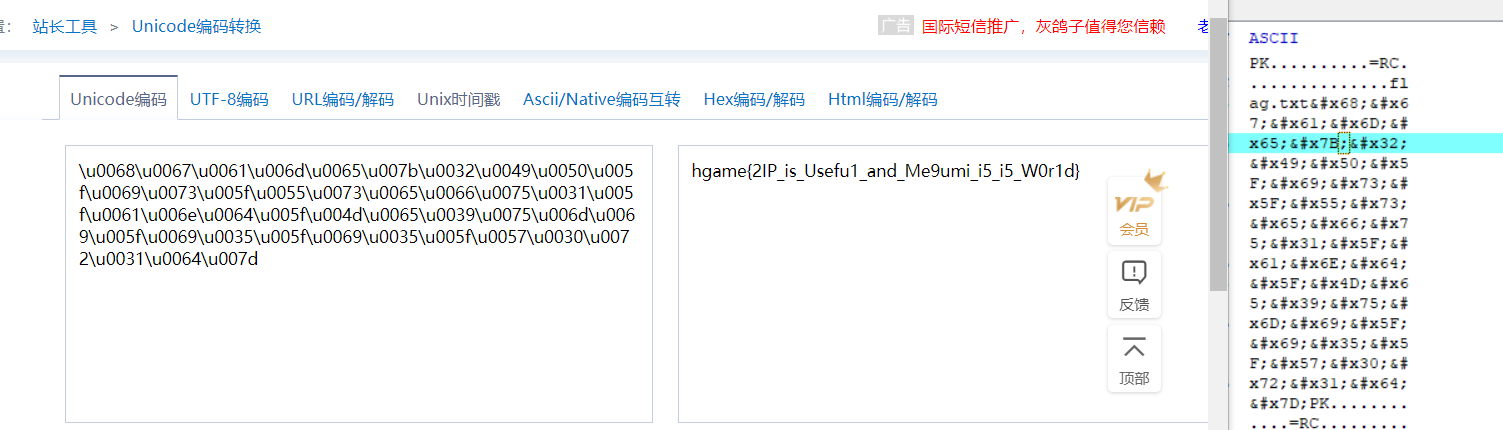 置： 站长工具 > Unicode编码转换
广告 国际短信推广，灰鸽子值得您信赖 老
Unicode编码 UTF-8编码 URL编码/解码 Unix时间戳 Ascii/Native编码互转 Hex编码/解码 Html编码/解码
\u0068\u0067\u0061\u006d\u0065\u007b\u0032\u0049\u0050\u005
f\u0069\u0073\u005f\u0055\u0073\u0065\u0066\u0075\u0031\u005
f\u0061\u006e\u0064\u005f\u004d\u0065\u0039\u0075\u006d\u006
9\u005f\u0069\u0035\u005f\u0069\u0035\u005f\u0057\u0030\u007
2\u0031\u0064\u007d
hgame{2IP_is_Usefu1_and_Me9umi_i5_i5_W0r1d}
VIP
会员
反馈
顶部
ASCII
PK..........=RC.
..............fl
ag.txt&#x68;&#x6
7;&#x61;&#x6D;&#
x65;&#x7B;&#x32;
&#x49;&#x50;&#x5
F;&#x69;&#x73;&#
x5F;&#x55;&#x73;
&#x65;&#x66;&#x7
5;&#x31;&#x5F;&#
x61;&#x6E;&#x64;
&#x5F;&#x4D;&#x6
5;&#x39;&#x75;&#
x6D;&#x69;&#x5F;
&#x69;&#x35;&#x5
F;&#x57;&#x30;&#
x72;&#x31;&#x64;
&#x7D;PK........
....=RC.........